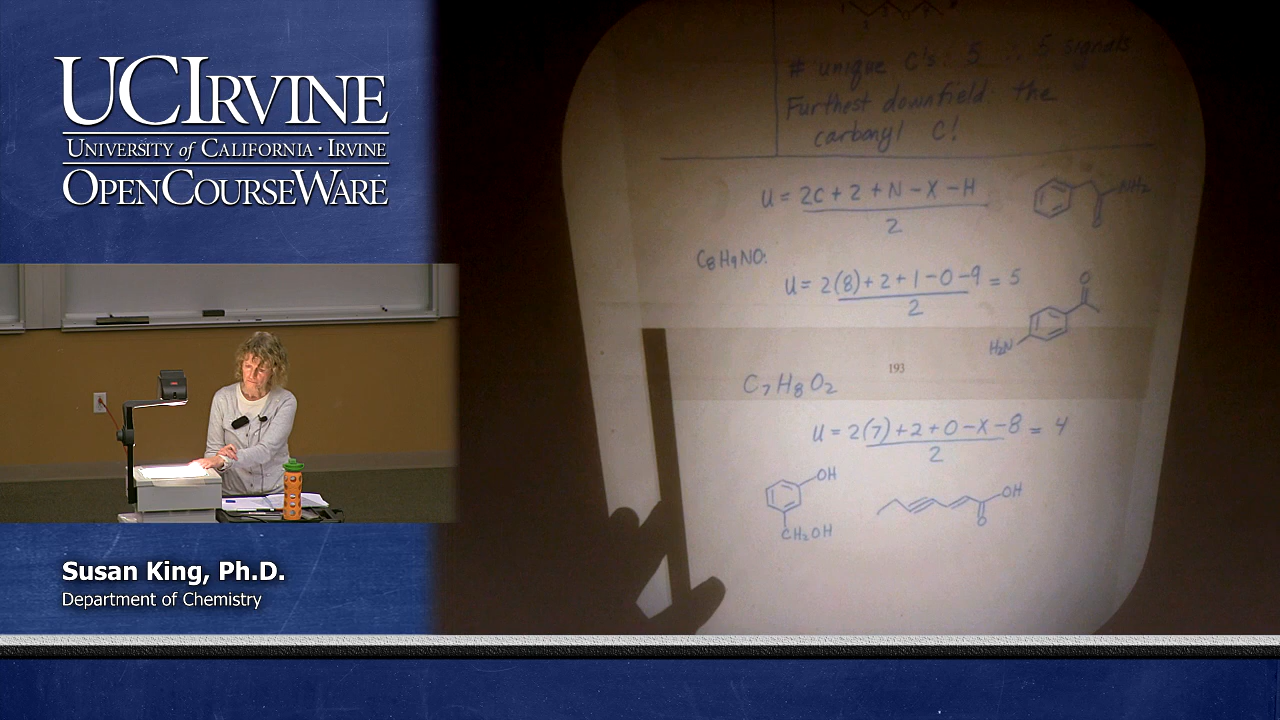 UCIRVINE
UNIVERSITY of CALIFORNIA · IRVINE
OPENCOURSEWARE
Susan King, Ph.D.
Department of Chemistry
# unique C's: 5 ∴ 5 signals
Furthest downfield: the
carbonyl C!
U = 2C + 2 + N - X - H
2
NH2
O
C8H9NO:
U = 2(8) + 2 + 1 - 0 - 9 = 5
2
O
H2N
193
C7H8O2
U = 2(7) + 2 + 0 - X - 8 = 4
2
OH
CH2OH
OH
O